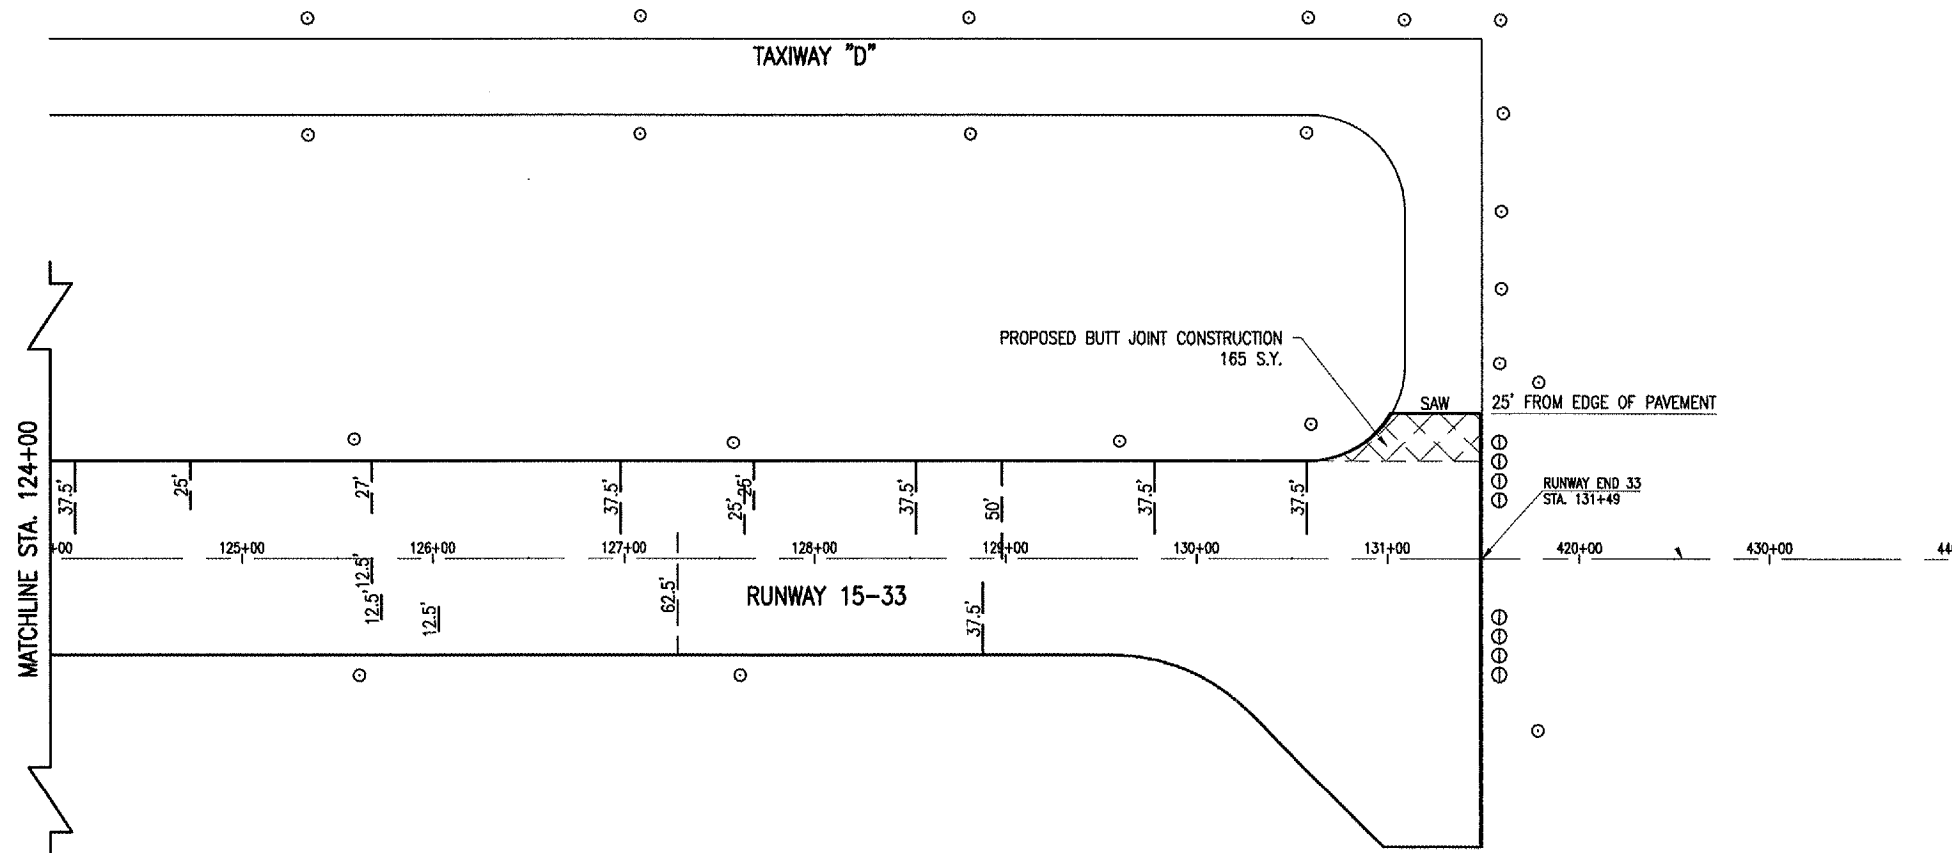 TAXIWAY "D"
PROPOSED BUTT JOINT CONSTRUCTION
165 S.Y.
SAW
25' FROM EDGE OF PAVEMENT
MATCHLINE STA. 124+00
37.5'
25'
27'
37.5'
25'
25'
37.5'
50'
37.5'
37.5'
RUNWAY END 33
STA. 131+49
+00
125+00
126+00
127+00
128+00
129+00
130+00
131+00
420+00
430+00
44
12.5'
12.5'
12.5'
62.5'
RUNWAY 15-33
37.5'